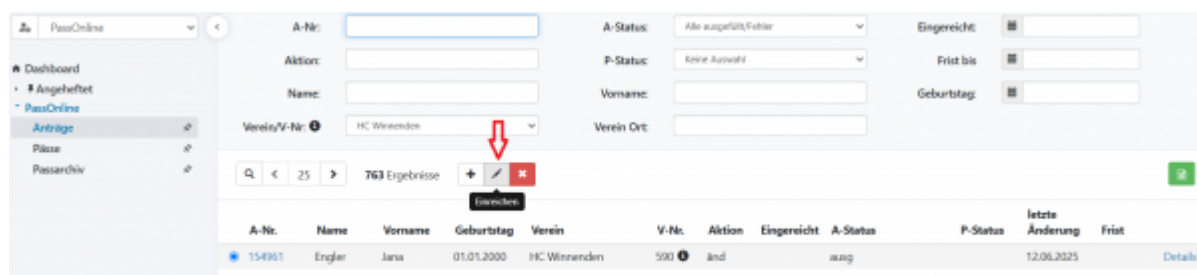 PassOnline
Dashboard
Angeheftet
PassOnline
Anträge
Pässe
Passarchiv
A-Nr: A-Status: Alle ausgefüllt/Fehler Eingereicht:
Aktion: P-Status: Keine Auswahl Frist bis
Name: Vorname: Geburtstag:
Verein/V-Nr: HC Winnenden Verein Ort:
25 763 Ergebnisse
Einreichen
letzte
A-Nr. Name Vorname Geburtstag Verein V-Nr. Aktion Eingereicht A-Status P-Status Änderung Frist
154961 Engler Jana 01.01.2000 HC Winnenden 590 änd ausg 12.06.2025 Details